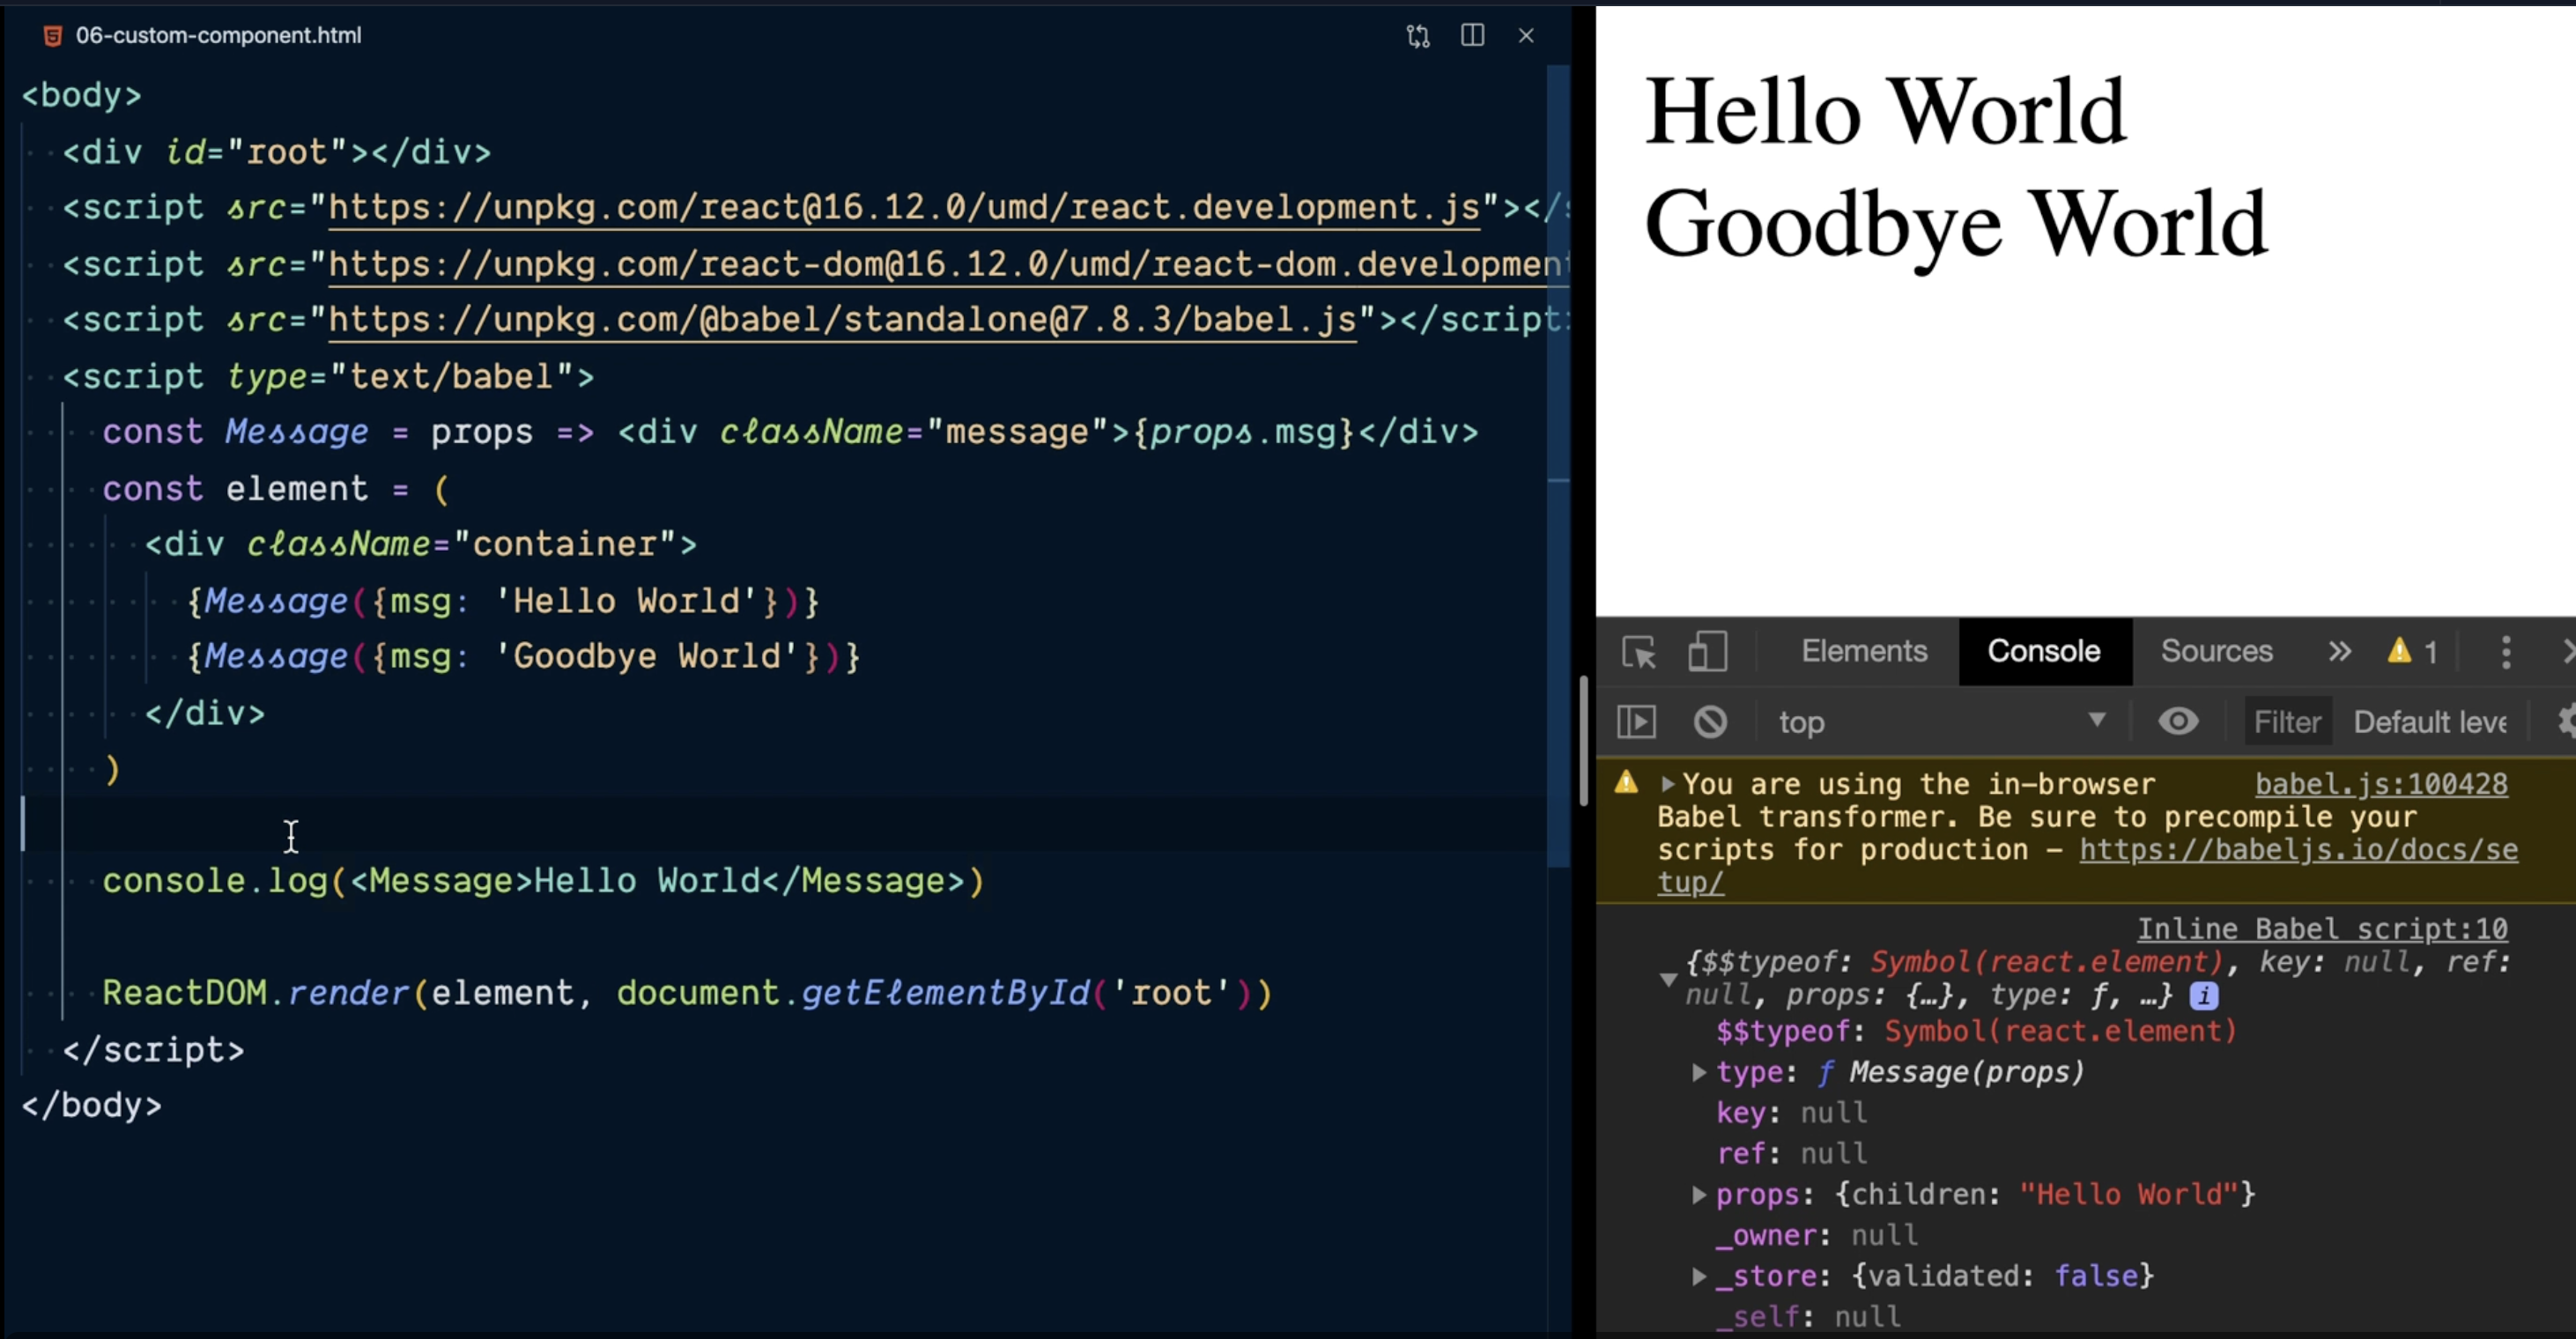 06-custom-component.html
<body>
<div id="root"></div>
<script src="https://unpkg.com/react@16.12.0/umd/react.development.js"></
<script src="https://unpkg.com/react-dom@16.12.0/umd/react-dom.development
<script src="https://unpkg.com/@babel/standalone@7.8.3/babel.js"></script
<script type="text/babel">
const Message = props => <div className="message">{props.msg}</div>
const element = (
<div className="container">
{Message({msg: 'Hello World'})}
{Message({msg: 'Goodbye World'})}
</div>
)
console.log(<Message>Hello World</Message>)
ReactDOM.render(element, document.getElementById('root'))
</script>
</body>
Hello World
Goodbye World
Elements Console Sources » 1
top Filter Default leve
You are using the in-browser babel.js:100428
Babel transformer. Be sure to precompile your
scripts for production – https://babeljs.io/docs/se
tup/
Inline Babel script:10
{$$typeof: Symbol(react.element), key: null, ref:
null, props: {…}, type: ƒ, …} i
$$typeof: Symbol(react.element)
type: ƒ Message(props)
key: null
ref: null
props: {children: "Hello World"}
_owner: null
_store: {validated: false}
_self: null